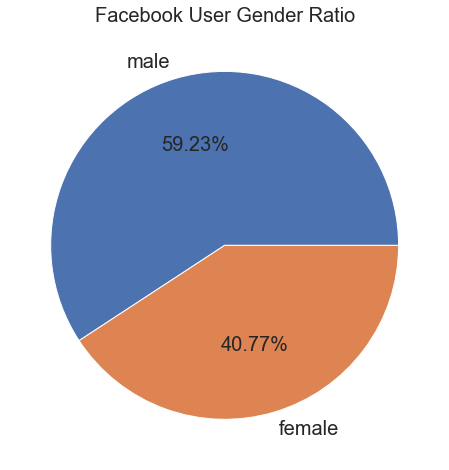 Facebook User Gender Ratio
male
59.23%
40.77%
female